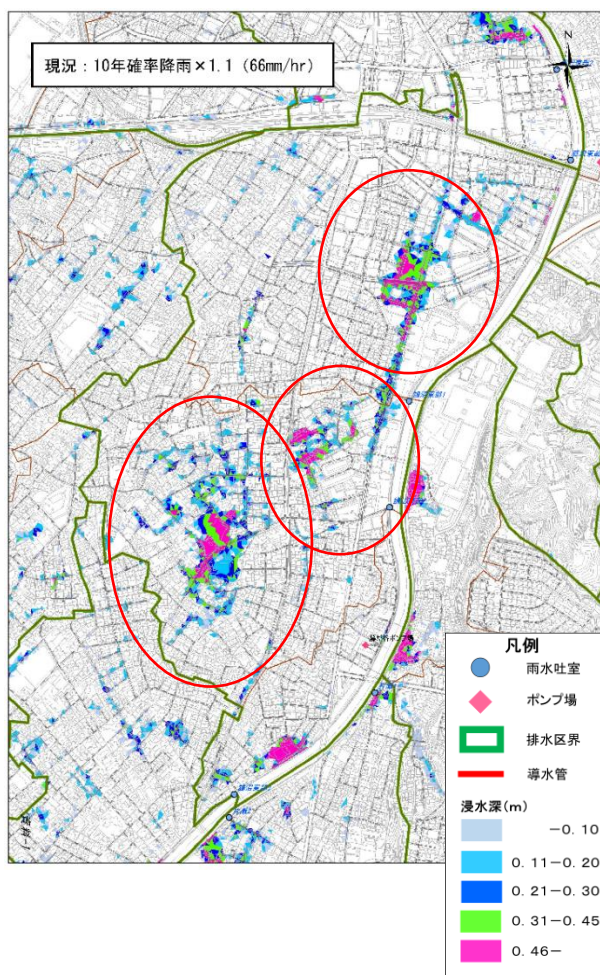 現況：10年確率降雨×1.1（66mm/hr）
N
凡例
雨水吐室
ポンプ場
排水区界
導水管
浸水深(m)
－0.10
0.11－0.20
0.21－0.30
0.31－0.45
0.46－